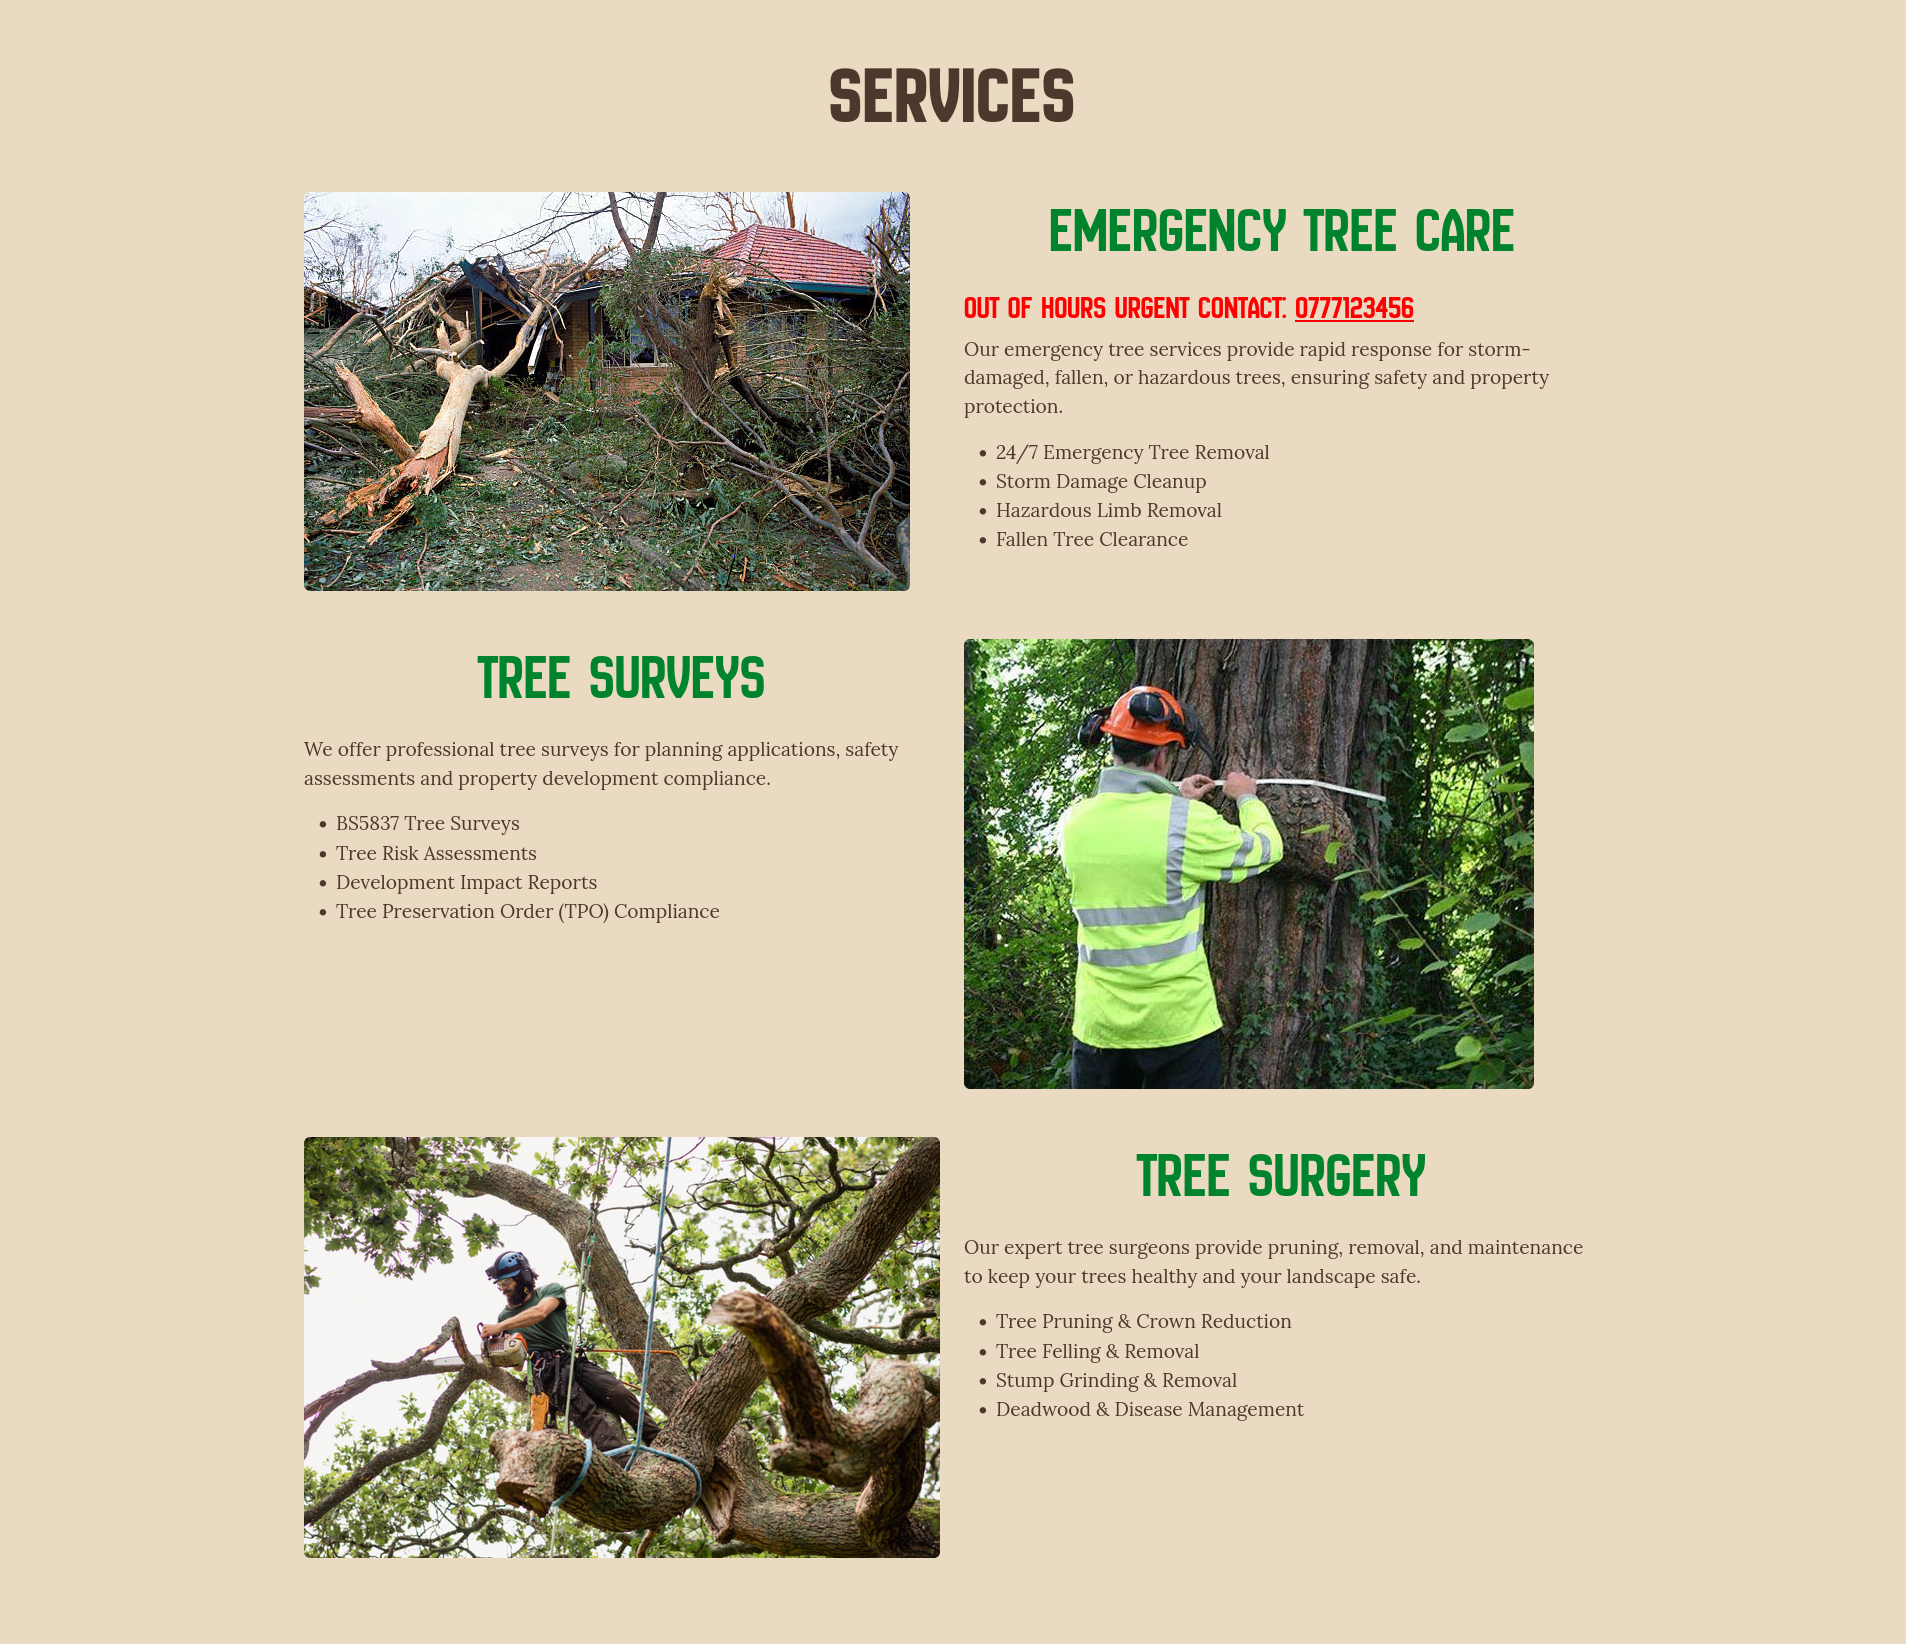 SERVICES
EMERGENCY TREE CARE
OUT OF HOURS URGENT CONTACT: 0777123456
Our emergency tree services provide rapid response for storm-
damaged, fallen, or hazardous trees, ensuring safety and property
protection.
• 24/7 Emergency Tree Removal
• Storm Damage Cleanup
• Hazardous Limb Removal
• Fallen Tree Clearance
TREE SURVEYS
We offer professional tree surveys for planning applications, safety
assessments and property development compliance.
• BS5837 Tree Surveys
• Tree Risk Assessments
• Development Impact Reports
• Tree Preservation Order (TPO) Compliance
TREE SURGERY
Our expert tree surgeons provide pruning, removal, and maintenance
to keep your trees healthy and your landscape safe.
• Tree Pruning & Crown Reduction
• Tree Felling & Removal
• Stump Grinding & Removal
• Deadwood & Disease Management